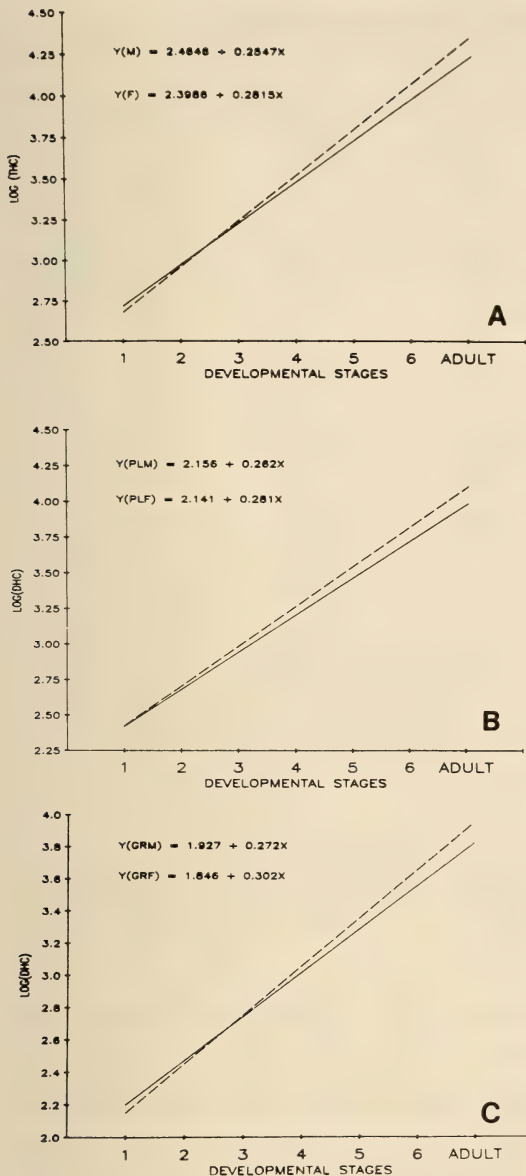 4.50
4.25
4.00
3.75
3.50
3.25
3.00
2.75
2.50
LOG (THC)
Y(M) = 2.4648 + 0.2547X
Y(F) = 2.3986 + 0.2815X
A
1 2 3 4 5 6 ADULT
DEVELOPMENTAL STAGES
4.50
4.25
4.00
3.75
3.50
3.25
3.00
2.75
2.50
2.25
LOG(DHC)
Y(PLM) = 2.156 + 0.262X
Y(PLF) = 2.141 + 0.281X
B
1 2 3 4 5 6 ADULT
DEVELOPMENTAL STAGES
4.0
3.8
3.6
3.4
3.2
3.0
2.8
2.6
2.4
2.2
2.0
LOG(DHC)
Y(GRM) = 1.927 + 0.272X
Y(GRF) = 1.846 + 0.302X
C
1 2 3 4 5 6 ADULT
DEVELOPMENTAL STAGES